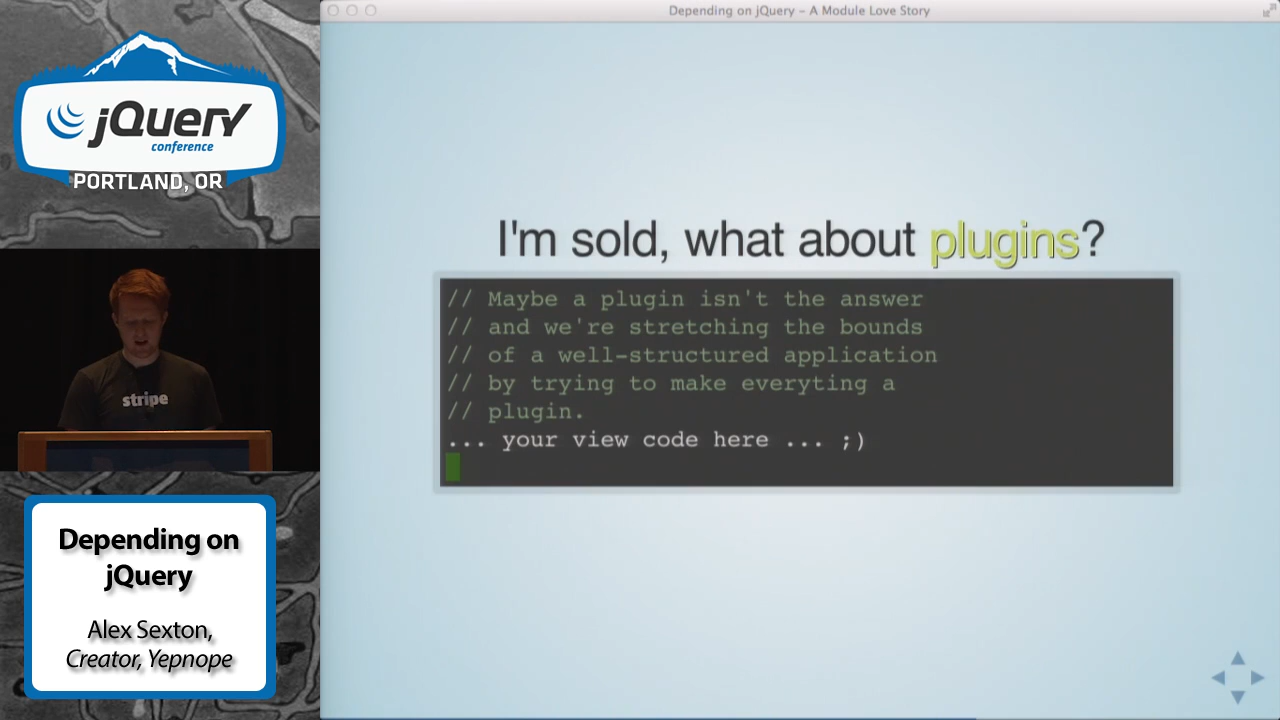 Depending on jQuery – A Module Love Story
jQuery
conference
PORTLAND, OR
I'm sold, what about plugins?
// Maybe a plugin isn't the answer
// and we're stretching the bounds
// of a well-structured application
// by trying to make everyting a
// plugin.
... your view code here ... ;)
stripe
Depending on
jQuery
Alex Sexton,
Creator, Yepnope